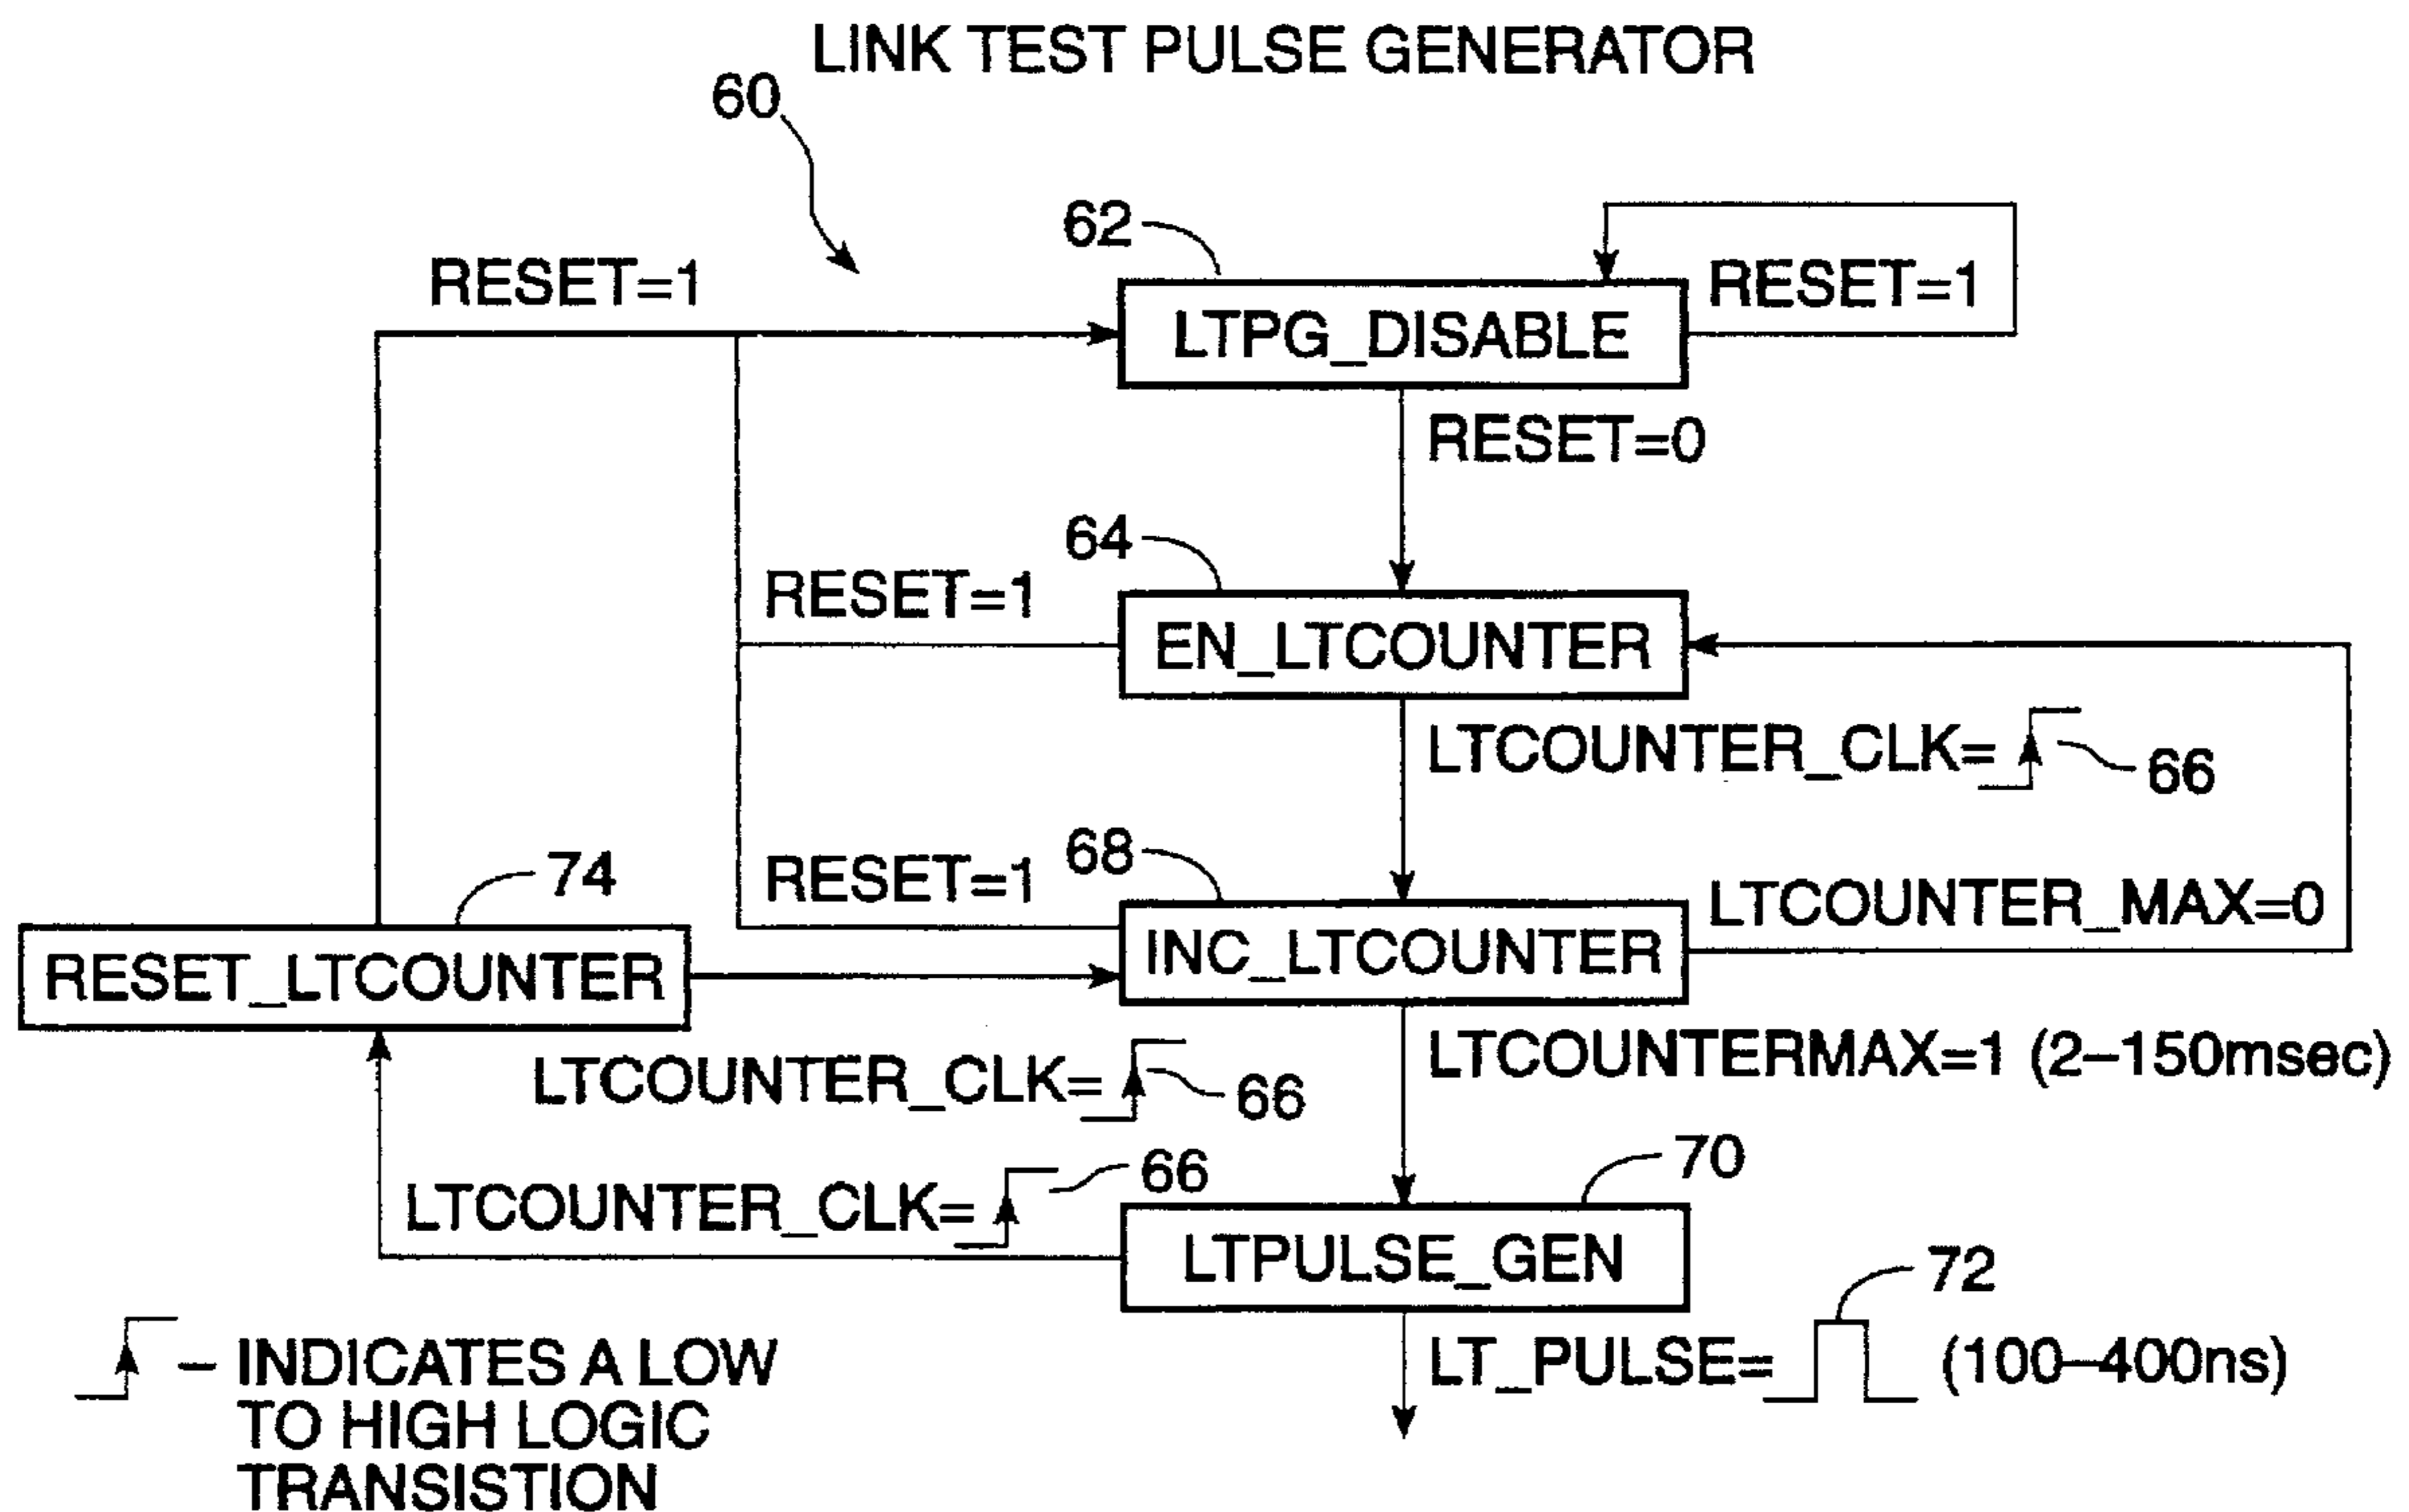 LINK TEST PULSE GENERATOR
60
62
RESET=1
RESET=1
LTPG_DISABLE
RESET=0
64
RESET=1
EN_LTCOUNTER
LTCOUNTER_CLK=
66
68
RESET=1
74
LTCOUNTER_MAX=0
RESET_LTCOUNTER
INC_LTCOUNTER
LTCOUNTERMAX=1 (2–150msec)
LTCOUNTER_CLK=
66
70
LTCOUNTER_CLK=
66
LTPULSE_GEN
72
LT_PULSE=
(100–400ns)
– INDICATES A LOW
TO HIGH LOGIC
TRANSISTION